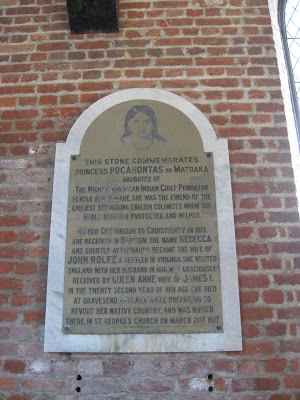 THIS STONE COMMEMORATES
PRINCESS POCAHONTAS OR MATOAKA
DAUGHTER OF
THE MIGHTY AMERICAN INDIAN CHIEF POWHATAN
GENTLE AND HUMANE, SHE WAS THE FRIEND OF THE
EARLIEST STRUGGLING ENGLISH COLONISTS WHOM SHE
NOBLY RESCUED, PROTECTED, AND HELPED.
ON HER CONVERSION TO CHRISTIANITY IN 1613
SHE RECEIVED IN BAPTISM THE NAME REBECCA
AND SHORTLY AFTERWARDS BECAME THE WIFE OF
JOHN ROLFE A SETTLER IN VIRGINIA. SHE VISITED
ENGLAND WITH HER HUSBAND IN 1616, WAS GRACIOUSLY
RECEIVED BY QUEEN ANNE WIFE OF JAMES I.
IN THE TWENTY SECOND YEAR OF HER AGE SHE DIED
AT GRAVESEND, ENGLAND WHILE PREPARING TO
REVISIT HER NATIVE COUNTRY, AND WAS BURIED
THERE IN ST. GEORGE'S CHURCH ON MARCH 21ST 1617.